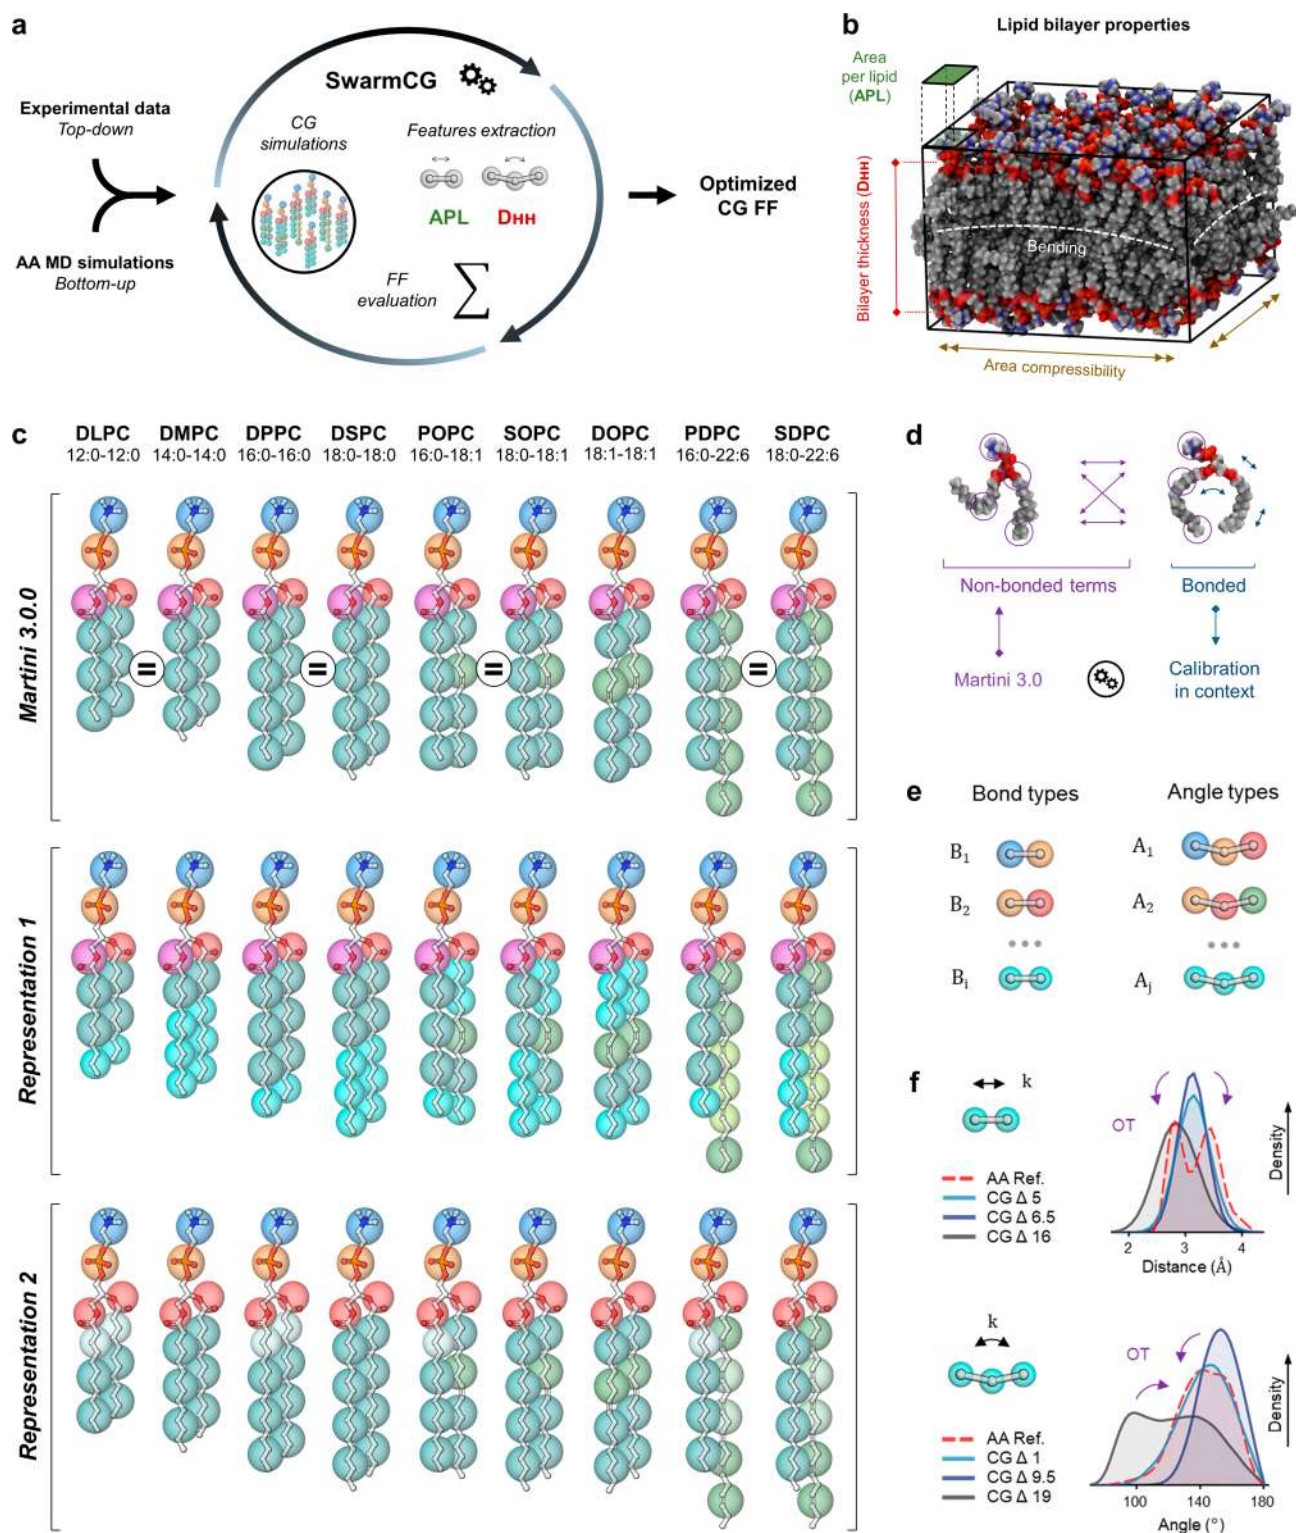 a
Experimental data
Top-down
AA MD simulations
Bottom-up
SwarmCG
CG
simulations
Features extraction
APL
DHH
FF
evaluation
∑
Optimized
CG FF
b
Lipid bilayer properties
Area
per lipid
(APL)
Bilayer thickness (DHH)
Bending
Area compressibility
c
DLPC DMPC DPPC DSPC POPC SOPC DOPC PDPC SDPC
12:0-12:0 14:0-14:0 16:0-16:0 18:0-18:0 16:0-18:1 18:0-18:1 18:1-18:1 16:0-22:6 18:0-22:6
Martini 3.0.0
= = = =
Representation 1
Representation 2
d
Non-bonded terms
Bonded
Martini 3.0
Calibration
in context
e
Bond types
Angle types
B1
A1
B2
A2
Bi
Aj
f
k
OT
AA Ref.
CG Δ 5
CG Δ 6.5
CG Δ 16
Density
2 3 4
Distance (Å)
k
OT
AA Ref.
CG Δ 1
CG Δ 9.5
CG Δ 19
Density
100 140 180
Angle (°)